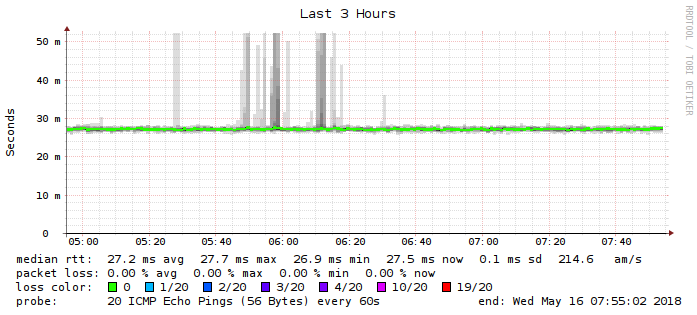 Last 3 Hours
RRDTOOL / TOBI OETIKER
Seconds
50 m
40 m
30 m
20 m
10 m
0
05:00 05:20 05:40 06:00 06:20 06:40 07:00 07:20 07:40
median rtt: 27.2 ms avg 27.7 ms max 26.9 ms min 27.5 ms now 0.1 ms sd 214.6 am/s
packet loss: 0.00 % avg 0.00 % max 0.00 % min 0.00 % now
loss color: 0 1/20 2/20 3/20 4/20 10/20 19/20
probe: 20 ICMP Echo Pings (56 Bytes) every 60s end: Wed May 16 07:55:02 2018